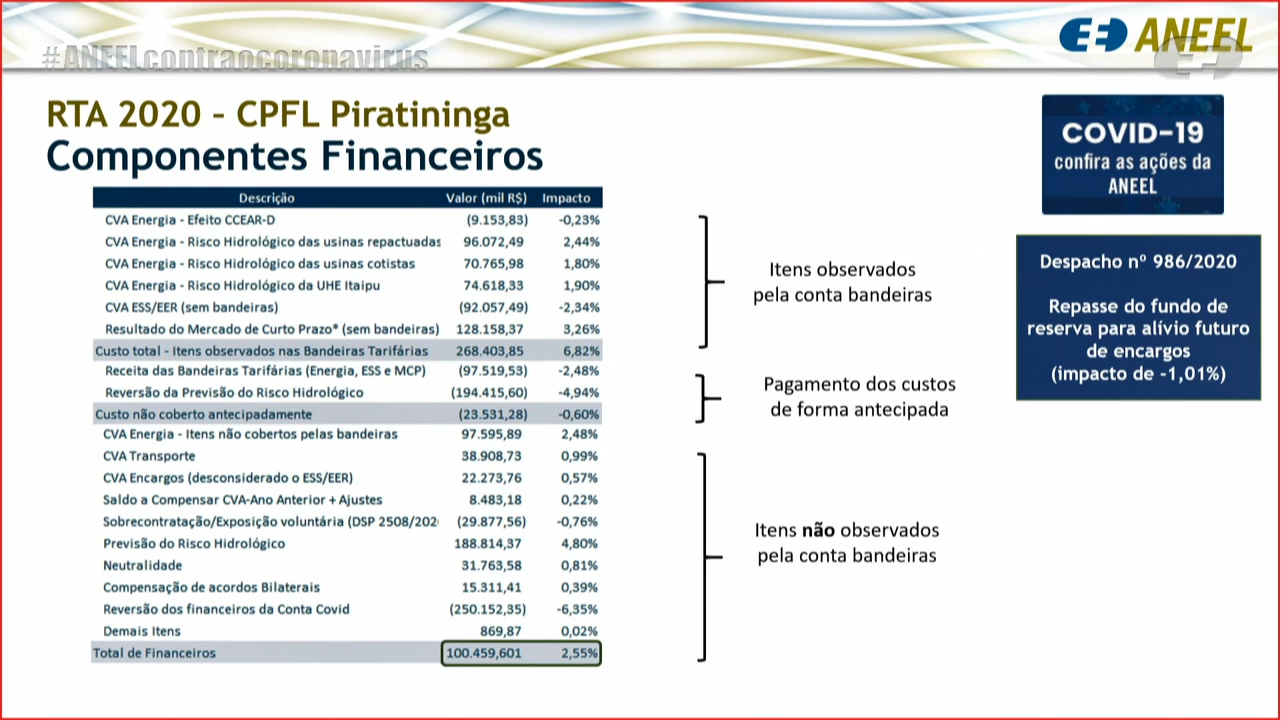 #ANEELcontraocoronavirus
ANEEL
RTA 2020 - CPFL Piratininga
Componentes Financeiros
COVID-19
confira as ações da
ANEEL
Descrição Valor (mil R$) Impacto
CVA Energia - Efeito CCEAR-D (9.153,83) -0,23%
CVA Energia - Risco Hidrológico das usinas repactuadas 96.072,49 2,44%
CVA Energia - Risco Hidrológico das usinas cotistas 70.765,98 1,80%
CVA Energia - Risco Hidrológico da UHE Itaipu 74.618,33 1,90%
CVA ESS/EER (sem bandeiras) (92.057,49) -2,34%
Resultado do Mercado de Curto Prazo* (sem bandeiras) 128.158,37 3,26%
Custo total - Itens observados nas Bandeiras Tarifárias 268.403,85 6,82%
Receita das Bandeiras Tarifárias (Energia, ESS e MCP) (97.519,53) -2,48%
Reversão da Previsão do Risco Hidrológico (194.415,60) -4,94%
Custo não coberto antecipadamente (23.531,28) -0,60%
CVA Energia - Itens não cobertos pelas bandeiras 97.595,89 2,48%
CVA Transporte 38.908,73 0,99%
CVA Encargos (desconsiderado o ESS/EER) 22.273,76 0,57%
Saldo a Compensar CVA-Ano Anterior + Ajustes 8.483,18 0,22%
Sobrecontratação/Exposição voluntária (DSP 2508/202 (29.877,56) -0,76%
Previsão do Risco Hidrológico 188.814,37 4,80%
Neutralidade 31.763,58 0,81%
Compensação de acordos Bilaterais 15.311,41 0,39%
Reversão dos financeiros da Conta Covid (250.152,35) -6,35%
Demais Itens 869,87 0,02%
Total de Financeiros 100.459,601 2,55%
Itens observados
pela conta bandeiras
Pagamento dos custos
de forma antecipada
Itens não observados
pela conta bandeiras
Despacho nº 986/2020
Repasse do fundo de
reserva para alívio futuro
de encargos
(impacto de -1,01%)